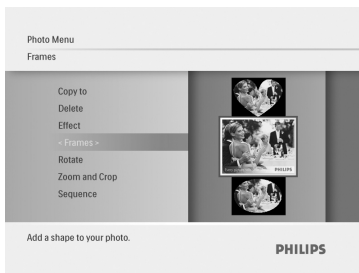 Photo Menu
Frames
Copy to
Delete
Effect
< Frames >
Rotate
Zoom and Crop
Sequence
PHILIPS
Add a shape to your photo.
PHILIPS